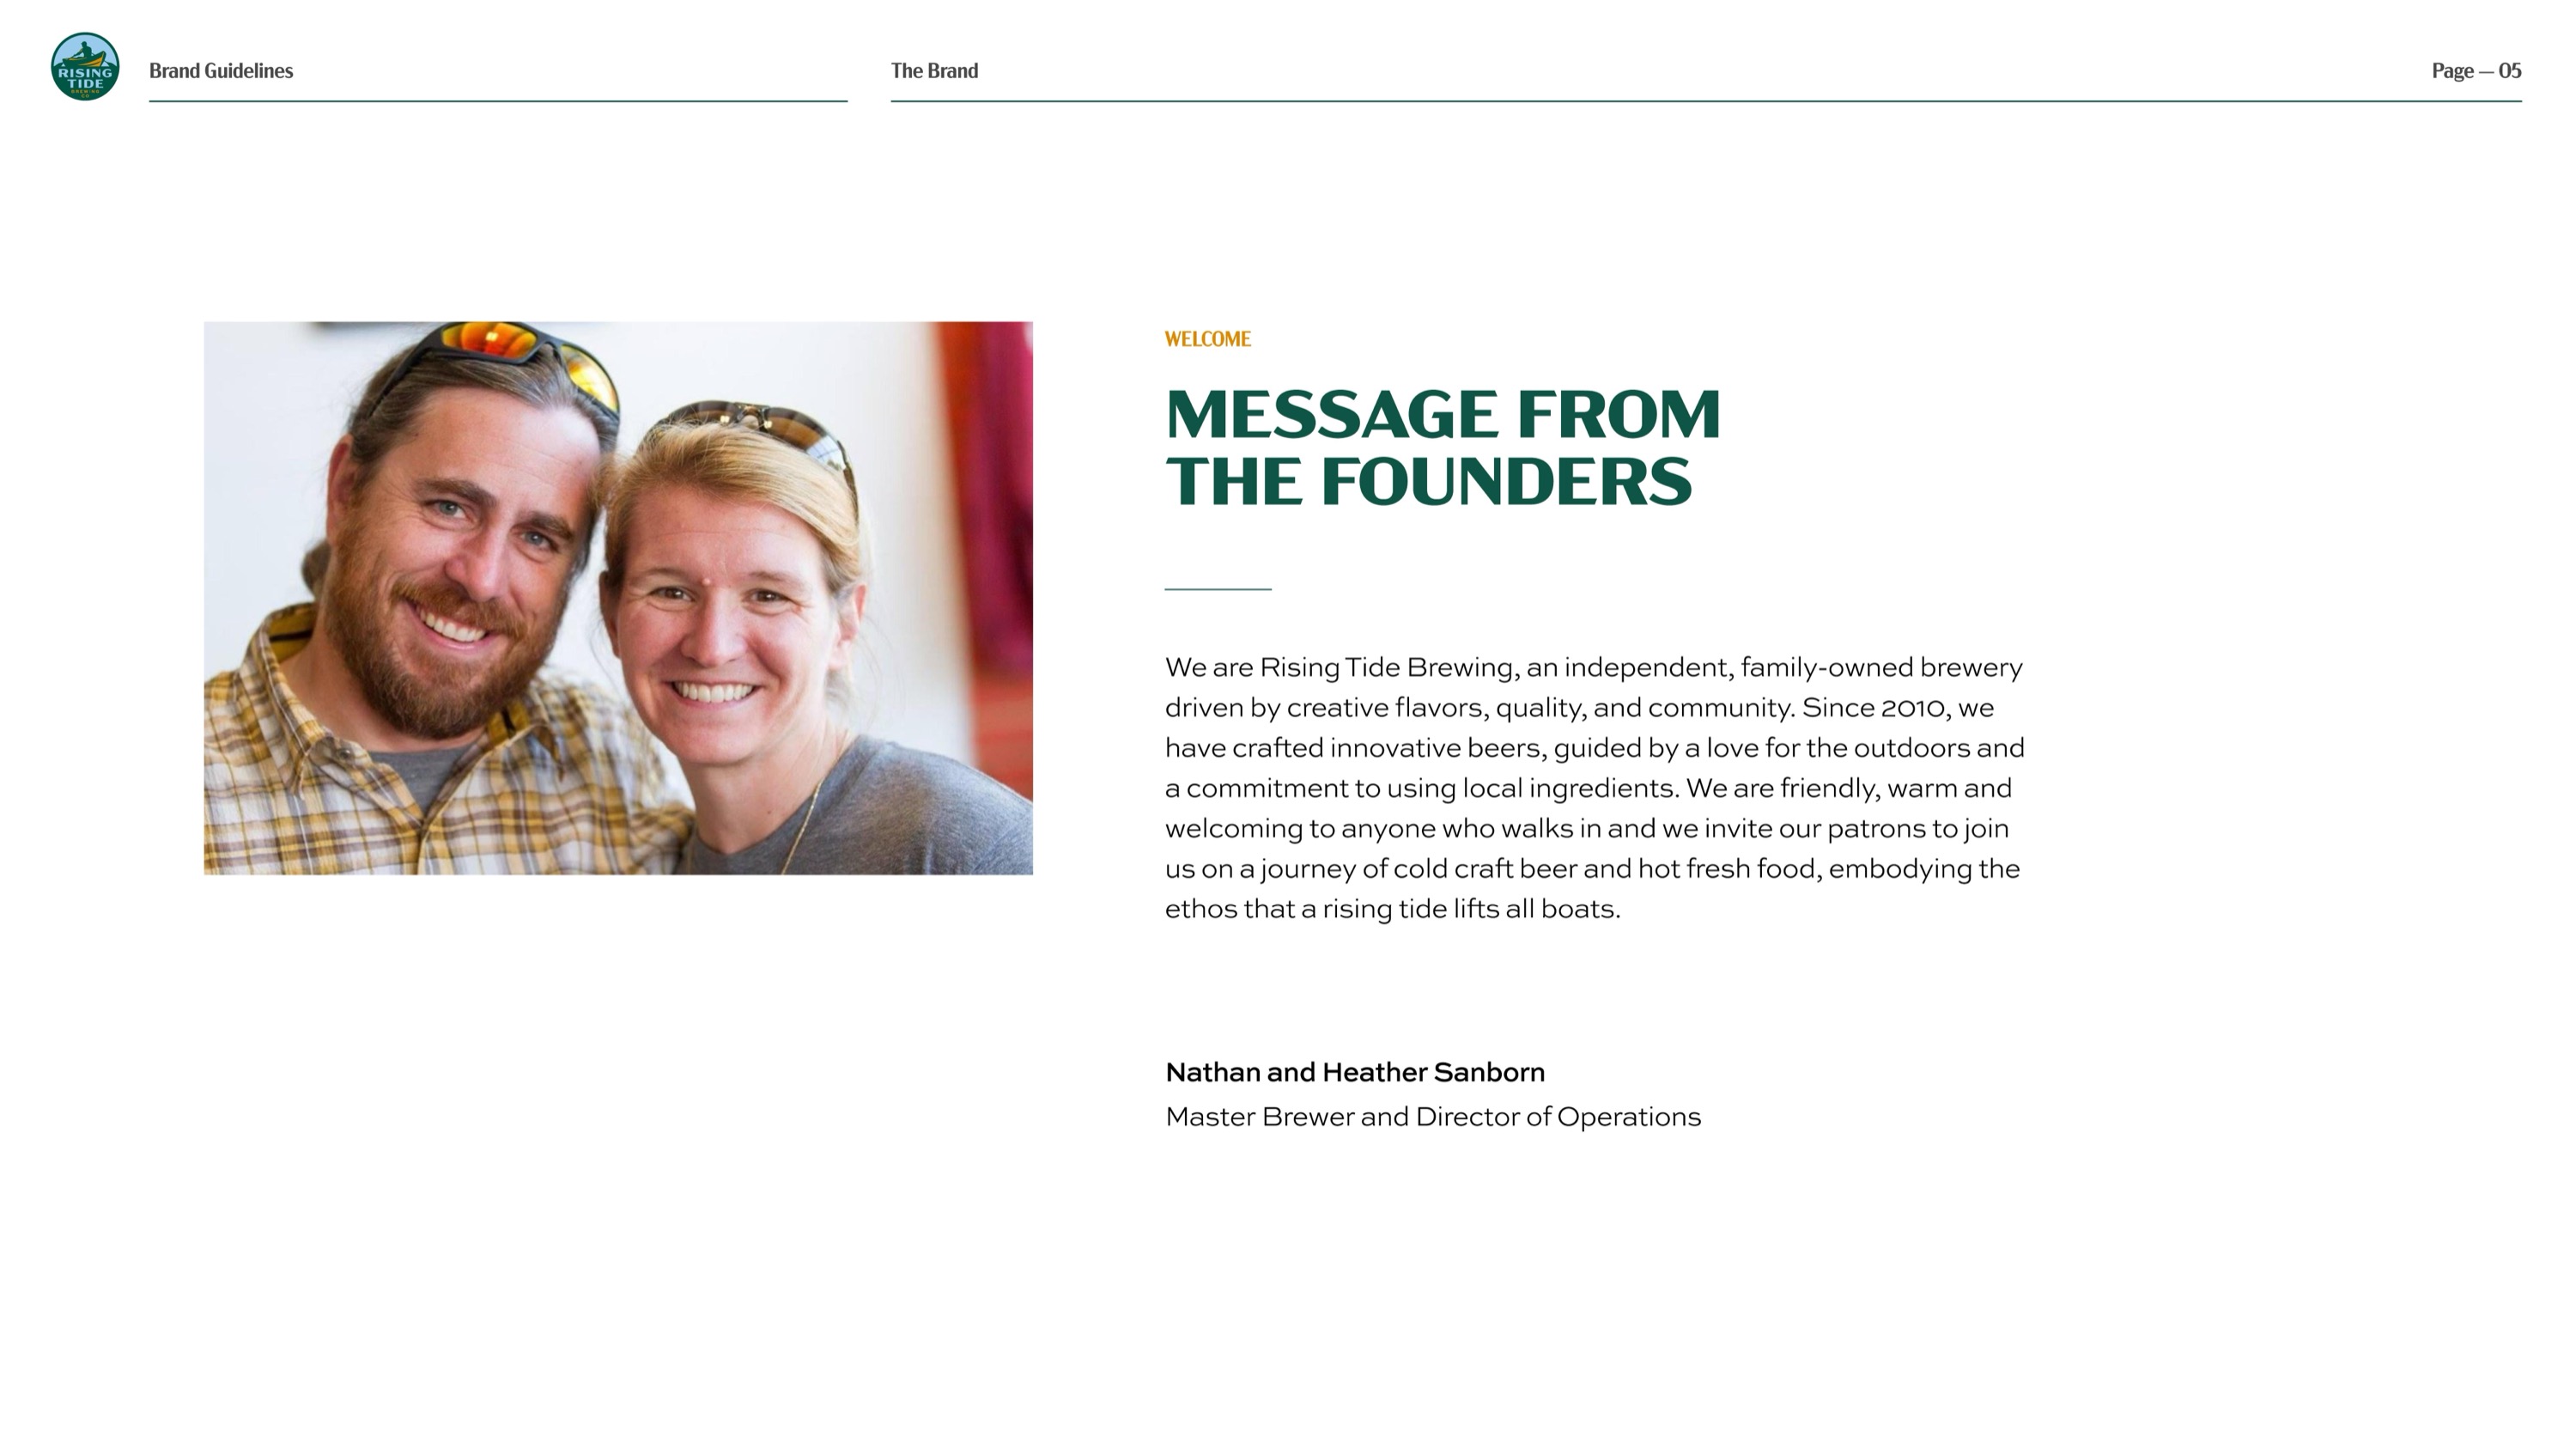 RISING
TIDE
BREWING
CO
Brand Guidelines
The Brand
Page — 05
WELCOME
MESSAGE FROM
THE FOUNDERS
We are Rising Tide Brewing, an independent, family-owned brewery
driven by creative flavors, quality, and community. Since 2010, we
have crafted innovative beers, guided by a love for the outdoors and
a commitment to using local ingredients. We are friendly, warm and
welcoming to anyone who walks in and we invite our patrons to join
us on a journey of cold craft beer and hot fresh food, embodying the
ethos that a rising tide lifts all boats.
Nathan and Heather Sanborn
Master Brewer and Director of Operations